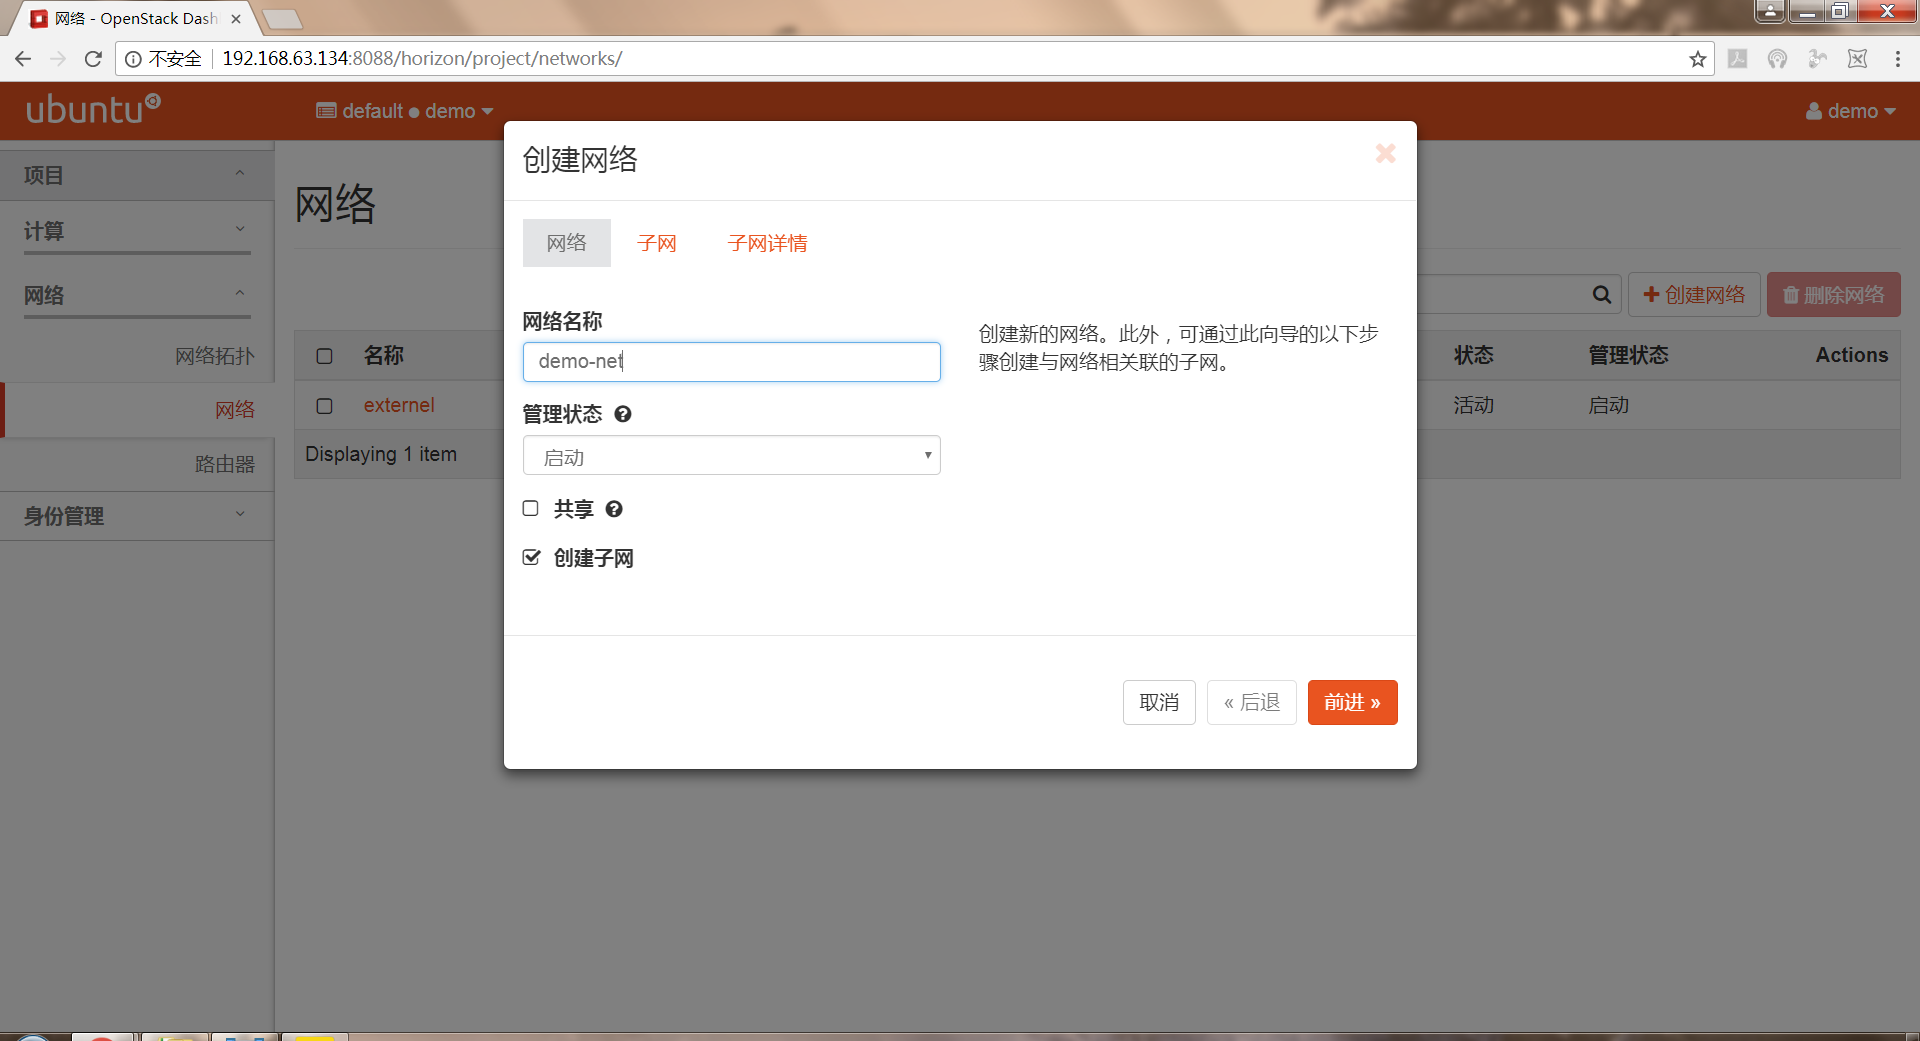 网络 - OpenStack Dash
不安全 192.168.63.134:8088/horizon/project/networks/
ubuntu default demo demo
项目
计算
网络
网络拓扑
网络
路由器
身份管理
网络
创建网络 删除网络
名称 状态 管理状态 Actions
externel 活动 启动
Displaying 1 item
创建网络
网络 子网 子网详情
网络名称
demo-net
管理状态
启动
共享
创建子网
创建新的网络。此外，可通过此向导的以下步
骤创建与网络相关联的子网。
取消 « 后退 前进 »